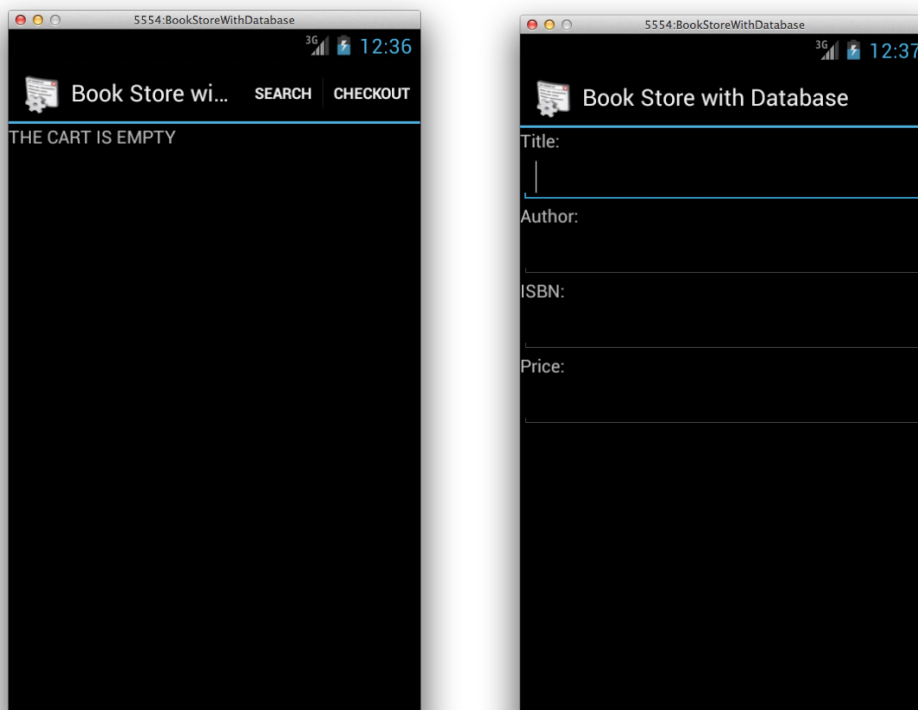 5554:BookStoreWithDatabase
3G 12:36
Book Store wi... SEARCH CHECKOUT
THE CART IS EMPTY
5554:BookStoreWithDatabase
3G 12:37
Book Store with Database
Title:
Author:
ISBN:
Price: